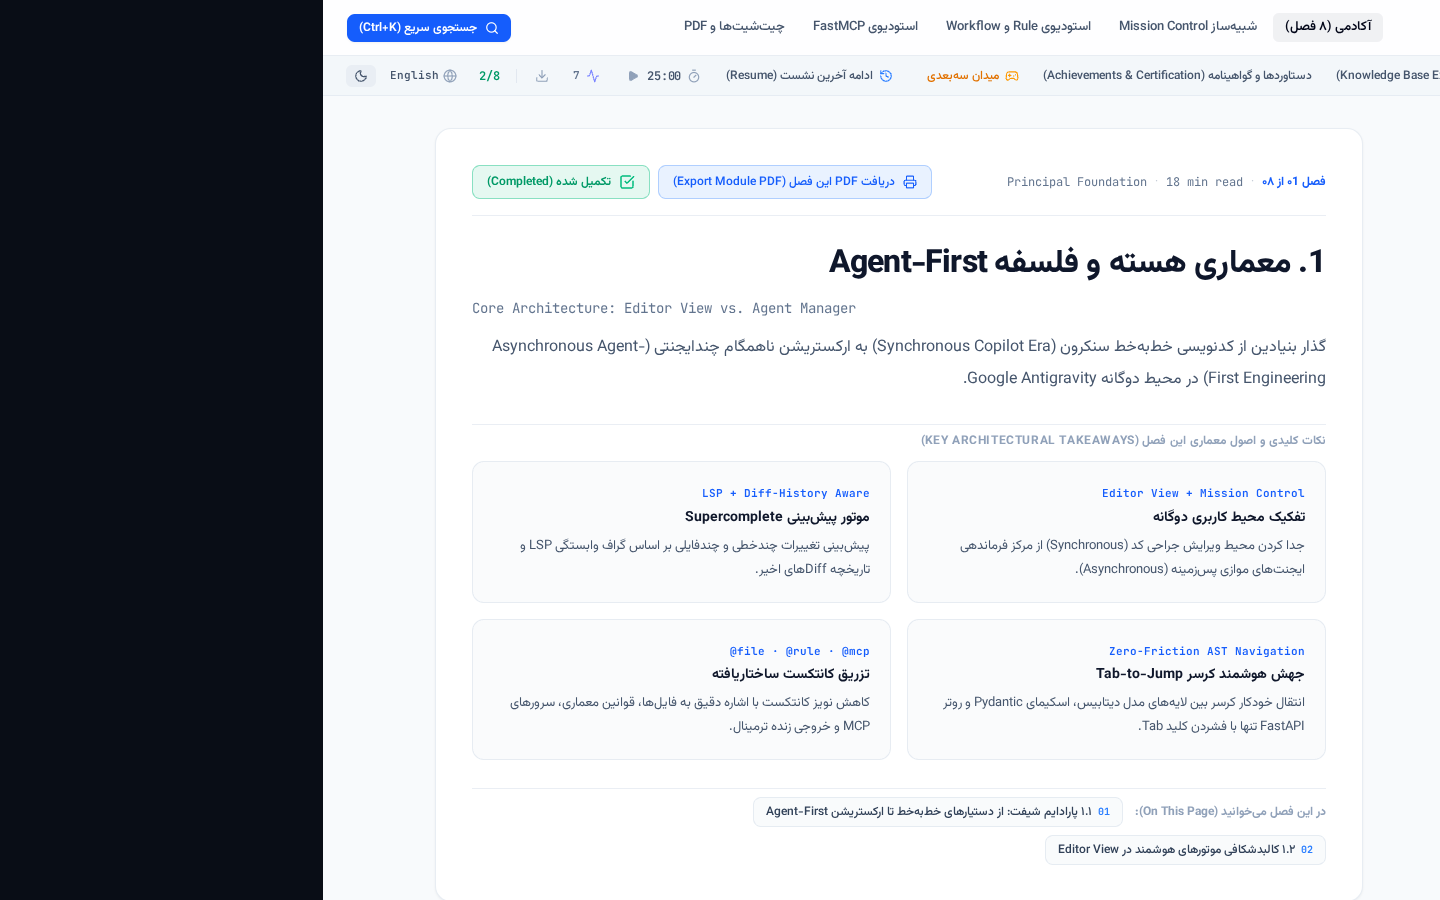 آکادمی (۸ فصل)
شبیه‌ساز Mission Control
استودیوی Rule و Workflow
استودیوی FastMCP
چیت‌شیت‌ها و PDF
جستجوی سریع (Ctrl+K)
(Knowledge Base E
دستاوردها و گواهینامه (Achievements & Certification)
میدان سه‌بعدی
ادامه آخرین نشست (Resume)
25:00
7
2/8
English
فصل 01 از ۰۸ · 18 min read · Principal Foundation
دریافت PDF این فصل (Export Module PDF)
تکمیل شده (Completed)
1. معماری هسته و فلسفه Agent-First
Core Architecture: Editor View vs. Agent Manager
گذار بنیادین از کدنویسی خط‌به‌خط سنکرون (Synchronous Copilot Era) به ارکستریشن ناهمگام چندایجنتی (Asynchronous Agent-
First Engineering) در محیط دوگانه Google Antigravity.
نکات کلیدی و اصول معماری این فصل (KEY ARCHITECTURAL TAKEAWAYS)
Editor View + Mission Control
تفکیک محیط کاربری دوگانه
جدا کردن محیط ویرایش جراحی کد (Synchronous) از مرکز فرماندهی
ایجنت‌های موازی پس‌زمینه (Asynchronous).
LSP + Diff-History Aware
موتور پیش‌بینی Supercomplete
پیش‌بینی تغییرات چندخطی و چندفایلی بر اساس گراف وابستگی LSP و
تاریخچه Diffهای اخیر.
Zero-Friction AST Navigation
جهش هوشمند کرسر Tab-to-Jump
انتقال خودکار کرسر بین لایه‌های مدل دیتابیس، اسکیمای Pydantic و روتر
FastAPI تنها با فشردن کلید Tab.
@file · @rule · @mcp
تزریق کانتکست ساختاریافته
کاهش نویز کانتکست با اشاره دقیق به فایل‌ها، قوانین معماری، سرورهای
MCP و خروجی زنده ترمینال.
در این فصل می‌خوانید (On This Page):
01 ۱.۱ پارادایم شیفت: از دستیارهای خط‌به‌خط تا ارکستریشن Agent-First
02 ۱.۲ کالبدشکافی موتورهای هوشمند در Editor View